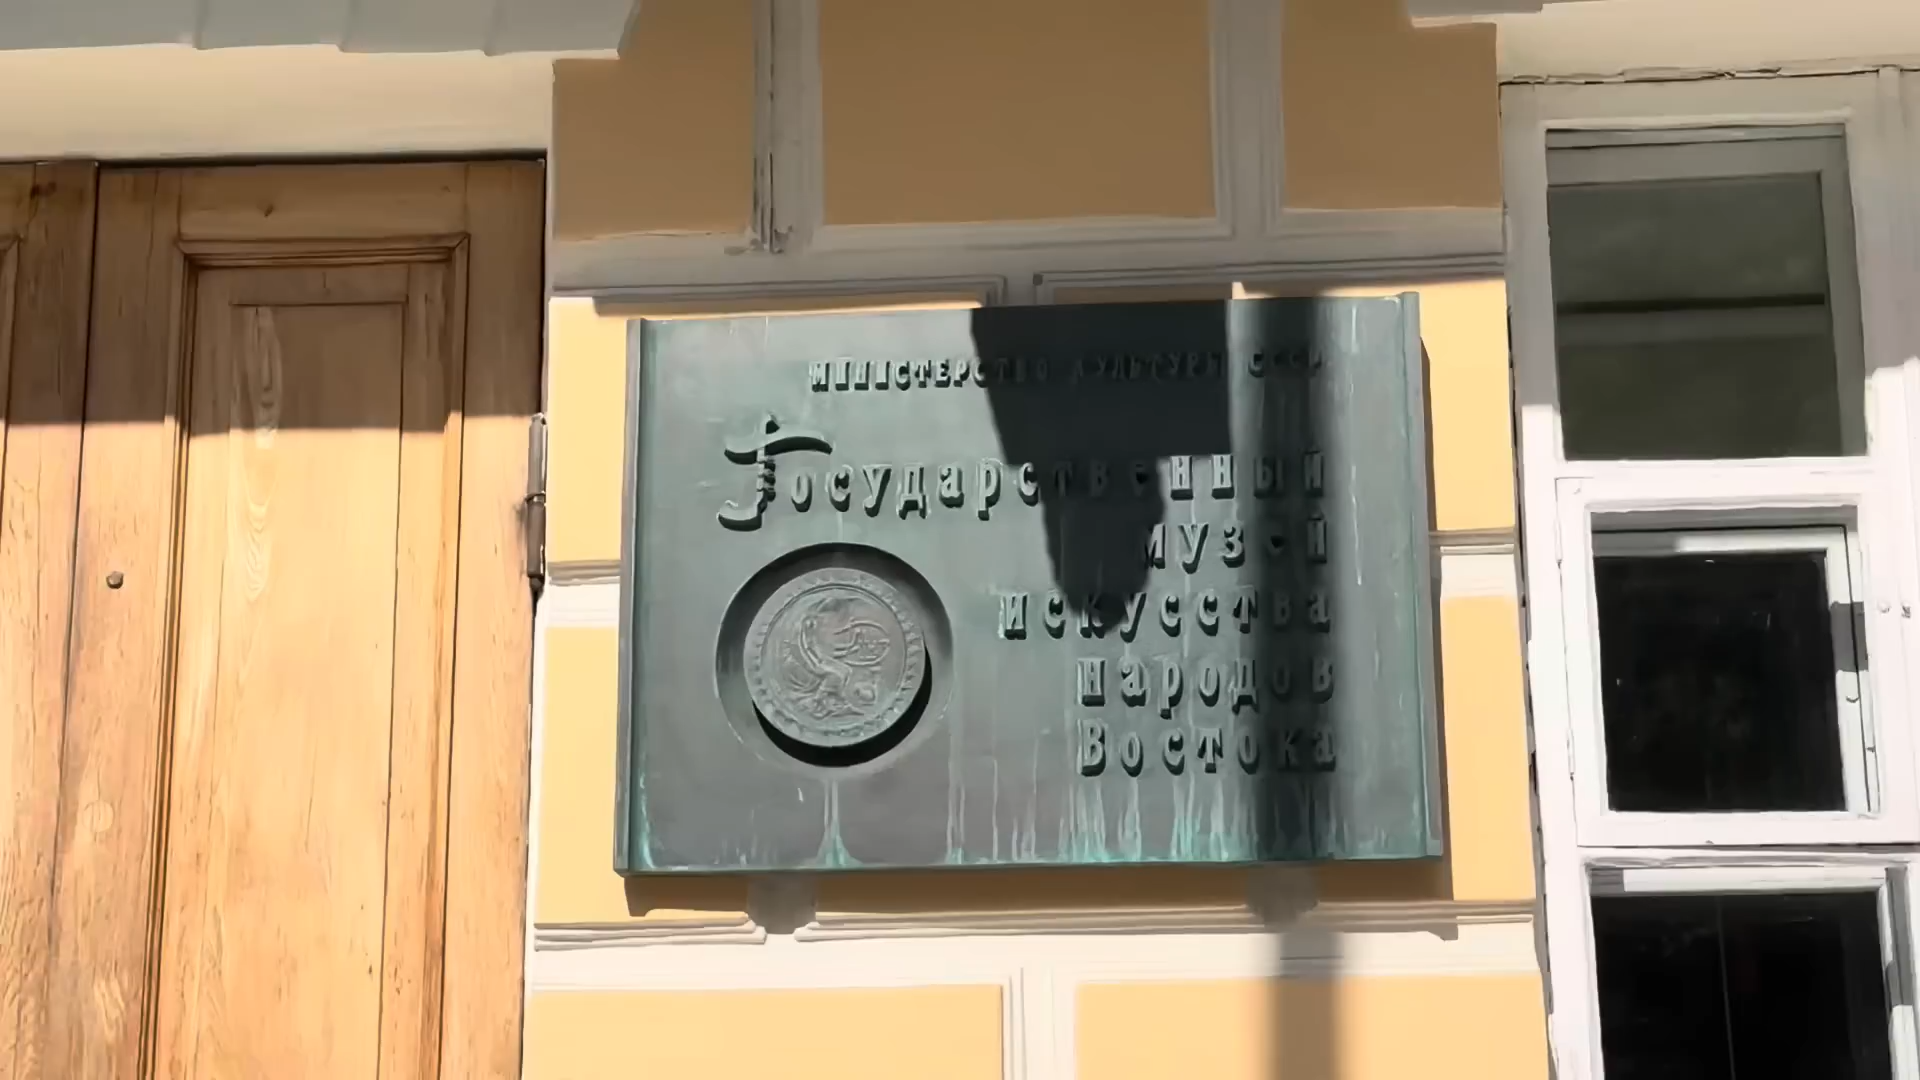 МИНИСТЕРСТВО КУЛЬТУРЫ СССР
Государственный
музей
искусства
народов
Востока